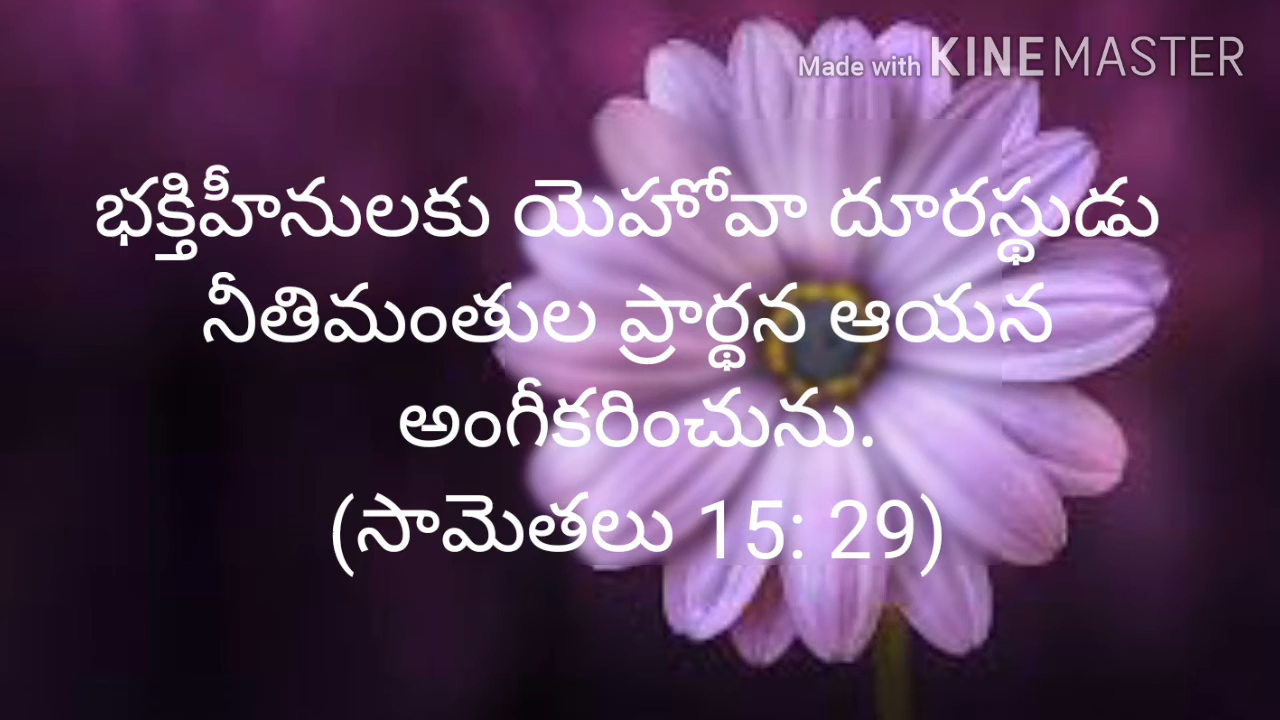 Made with KINEMASTER
భక్తిహీనులకు యెహోవా దూరస్థుడు
నీతిమంతుల ప్రార్థన ఆయన
అంగీకరించును.
(సామెతలు 15: 29)